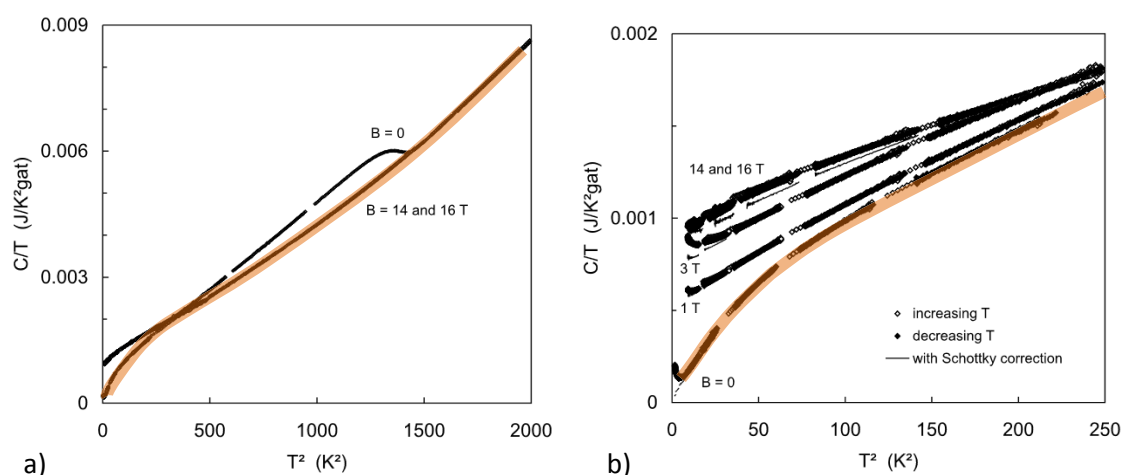 0.009
0.006
0.003
0
C/T (J/K²gat)
B = 0
B = 14 and 16 T
0 500 1000 1500 2000
T² (K²)
a)
0.002
0.001
0
C/T (J/K²gat)
14 and 16 T
3 T
1 T
B = 0
increasing T
decreasing T
with Schottky correction
0 50 100 150 200 250
T² (K²)
b)